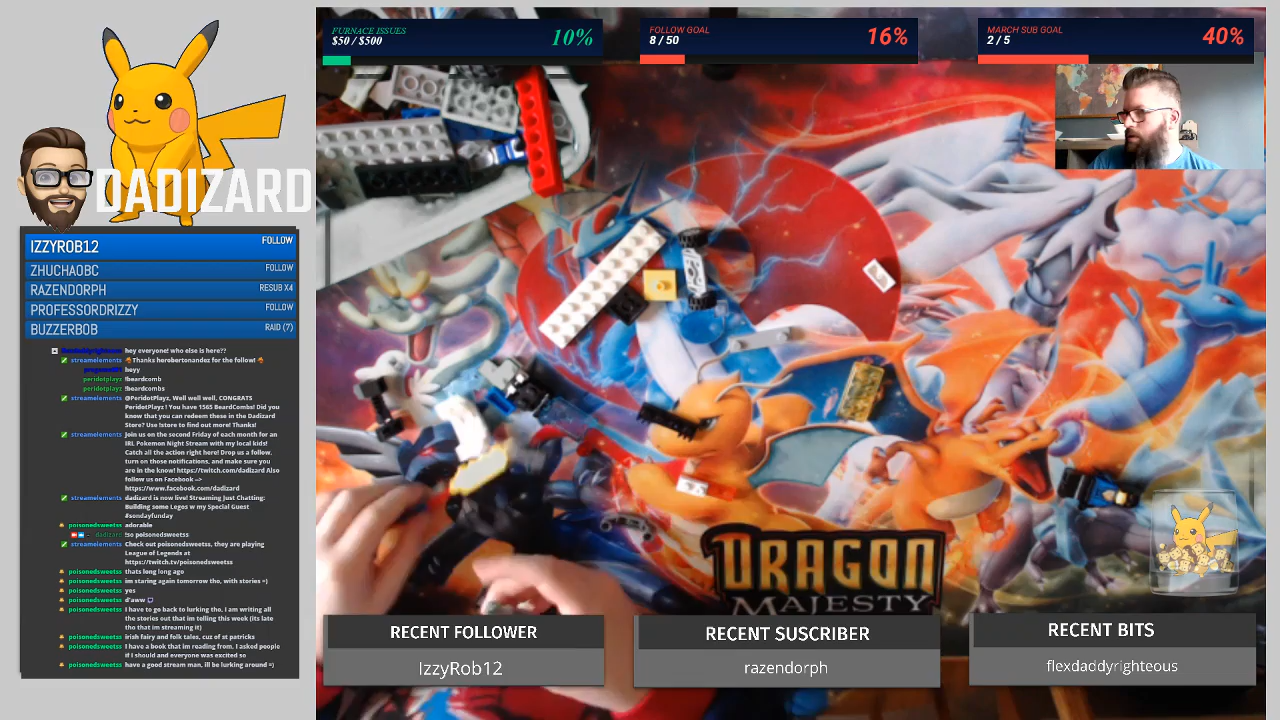 FURNACE ISSUES
$50 / $500
10%
FOLLOW GOAL
8 / 50
16%
MARCH SUB GOAL
2 / 5
40%
DADIZARD
IZZYROB12 FOLLOW
ZHUCHAOBC FOLLOW
RAZENDORPH RESUB X4
PROFESSORDRIZZY FOLLOW
BUZZERBOB RAID (7)
hey everyone! who else is here??
streamelements Thanks herobertonandez for the follow!
heyy
peridotplayz !beardcomb
peridotplayz !beardcombs
streamelements @PeridotPlayz, Well well well, CONGRATS
PeridotPlayz! You have 1565 BeardCombs! Did you
know that you can redeem these in the Dadizard
Store? Use !store to find out more! Thanks!
streamelements Join us on the second Friday of each month for an
IRL Pokemon Night Stream with my local kids!
Catch all the action right here! Drop us a follow,
turn on those notifications, and make sure you
are in the know! https://twitch.com/dadizard Also
follow us on Facebook -->
https://www.facebook.com/dadizard
streamelements dadizard is now live! Streaming Just Chatting:
Building some Legos w my Special Guest
#sondayfunday
poisonedsweetss adorable
dadizard !so poisonedsweetss
streamelements Check out poisonedsweetss, they are playing
League of Legends at
https://twitch.tv/poisonedsweetss
poisonedsweetss thats long long ago
poisonedsweetss im staring again tomorrow tho, with stories =)
poisonedsweetss yes
poisonedsweetss d'aww
poisonedsweetss I have to go back to lurking tho, I am writing all
the stories out that im telling this week (its late
tho that im streaming it)
poisonedsweetss irish fairy and folk tales, cuz of st patricks
poisonedsweetss I have a book that im reading from, I asked people
if I should and everyone was excited so
poisonedsweetss have a good stream man, ill be lurking around =)
DRAGON
MAJESTY
RECENT FOLLOWER
IzzyRob12
RECENT SUSCRIBER
razendorph
RECENT BITS
flexdaddyrighteous